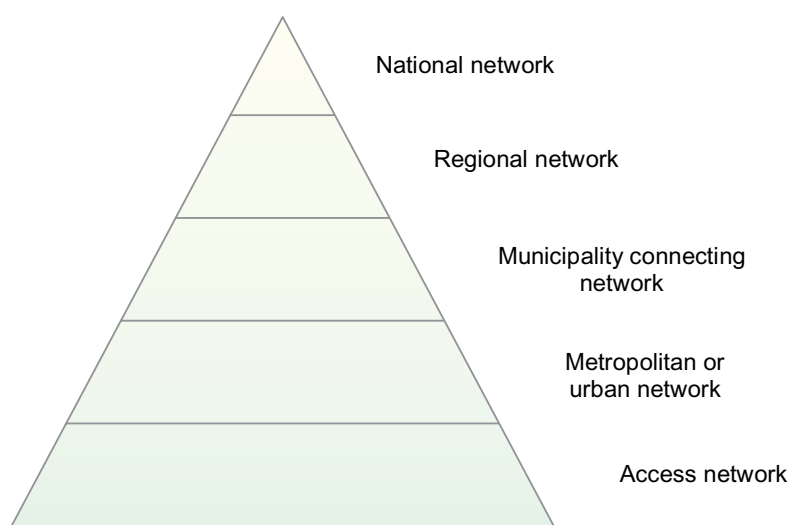 National network
Regional network
Municipality connecting
network
Metropolitan or
urban network
Access network